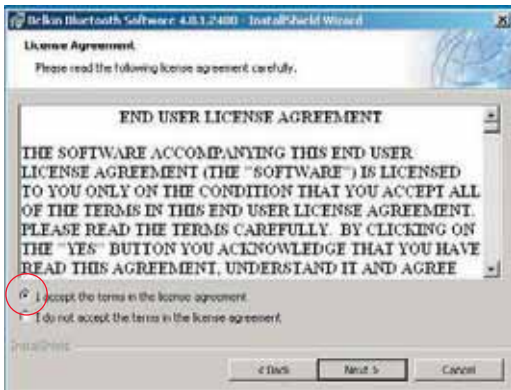 Belkin Bluetooth Software 4.0.1.2400 - InstallShield Wizard
License Agreement
Please read the following license agreement carefully.
END USER LICENSE AGREEMENT
THE SOFTWARE ACCOMPANYING THIS END USER
LICENSE AGREEMENT (THE "SOFTWARE") IS LICENSED
TO YOU ONLY ON THE CONDITION THAT YOU ACCEPT ALL
OF THE TERMS IN THIS END USER LICENSE AGREEMENT.
PLEASE READ THE TERMS CAREFULLY. BY CLICKING ON
THE "YES" BUTTON YOU ACKNOWLEDGE THAT YOU HAVE
READ THIS AGREEMENT, UNDERSTAND IT AND AGREE
I accept the terms in the license agreement
I do not accept the terms in the license agreement
InstallShield
< Back Next > Cancel